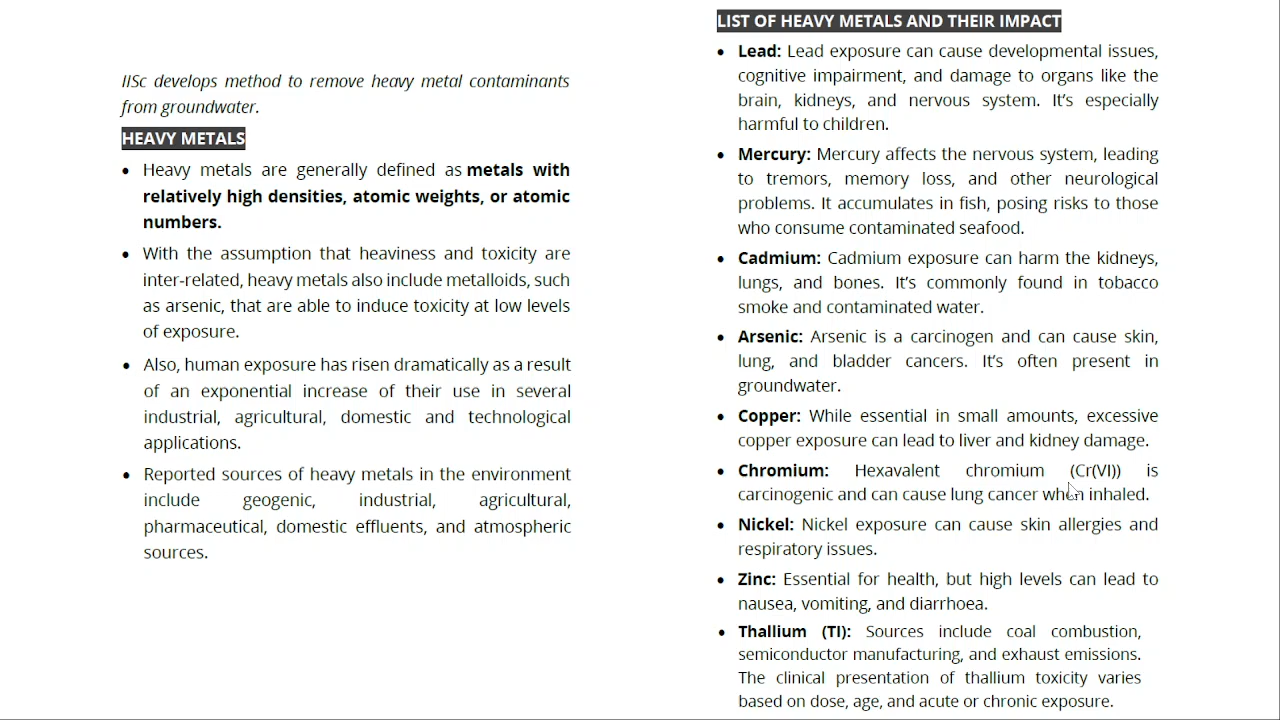 IISc develops method to remove heavy metal contaminants
from groundwater.
HEAVY METALS
• Heavy metals are generally defined as metals with
relatively high densities, atomic weights, or atomic
numbers.
• With the assumption that heaviness and toxicity are
inter-related, heavy metals also include metalloids, such
as arsenic, that are able to induce toxicity at low levels
of exposure.
• Also, human exposure has risen dramatically as a result
of an exponential increase of their use in several
industrial, agricultural, domestic and technological
applications.
• Reported sources of heavy metals in the environment
include geogenic, industrial, agricultural,
pharmaceutical, domestic effluents, and atmospheric
sources.
LIST OF HEAVY METALS AND THEIR IMPACT
• Lead: Lead exposure can cause developmental issues,
cognitive impairment, and damage to organs like the
brain, kidneys, and nervous system. It’s especially
harmful to children.
• Mercury: Mercury affects the nervous system, leading
to tremors, memory loss, and other neurological
problems. It accumulates in fish, posing risks to those
who consume contaminated seafood.
• Cadmium: Cadmium exposure can harm the kidneys,
lungs, and bones. It’s commonly found in tobacco
smoke and contaminated water.
• Arsenic: Arsenic is a carcinogen and can cause skin,
lung, and bladder cancers. It’s often present in
groundwater.
• Copper: While essential in small amounts, excessive
copper exposure can lead to liver and kidney damage.
• Chromium: Hexavalent chromium (Cr(VI)) is
carcinogenic and can cause lung cancer when inhaled.
• Nickel: Nickel exposure can cause skin allergies and
respiratory issues.
• Zinc: Essential for health, but high levels can lead to
nausea, vomiting, and diarrhoea.
• Thallium (TI): Sources include coal combustion,
semiconductor manufacturing, and exhaust emissions.
The clinical presentation of thallium toxicity varies
based on dose, age, and acute or chronic exposure.